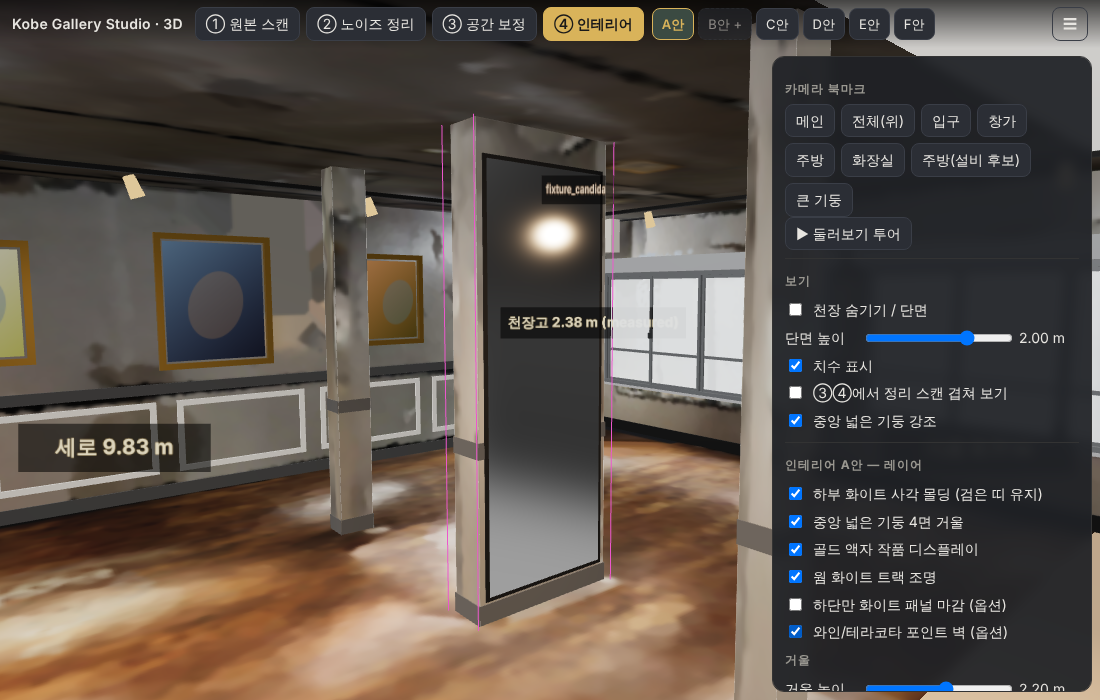 Kobe Gallery Studio · 3D
① 원본 스캔
② 노이즈 정리
③ 공간 보정
④ 인테리어
A안
B안 +
C안
D안
E안
F안
☰
카메라 북마크
메인
전체(위)
입구
창가
주방
화장실
주방(설비 후보)
큰 기둥
▶ 둘러보기 투어
보기
천장 숨기기 / 단면
단면 높이 2.00 m
치수 표시
③④에서 정리 스캔 겹쳐 보기
중앙 넓은 기둥 강조
인테리어 A안 — 레이어
하부 화이트 사각 몰딩 (검은 띠 유지)
중앙 넓은 기둥 4면 거울
골드 액자 작품 디스플레이
웜 화이트 트랙 조명
하단만 화이트 패널 마감 (옵션)
와인/테라코타 포인트 벽 (옵션)
거울
거울 높이 2.20 m
fixture_candida
천장고 2.38 m (measured)
세로 9.83 m